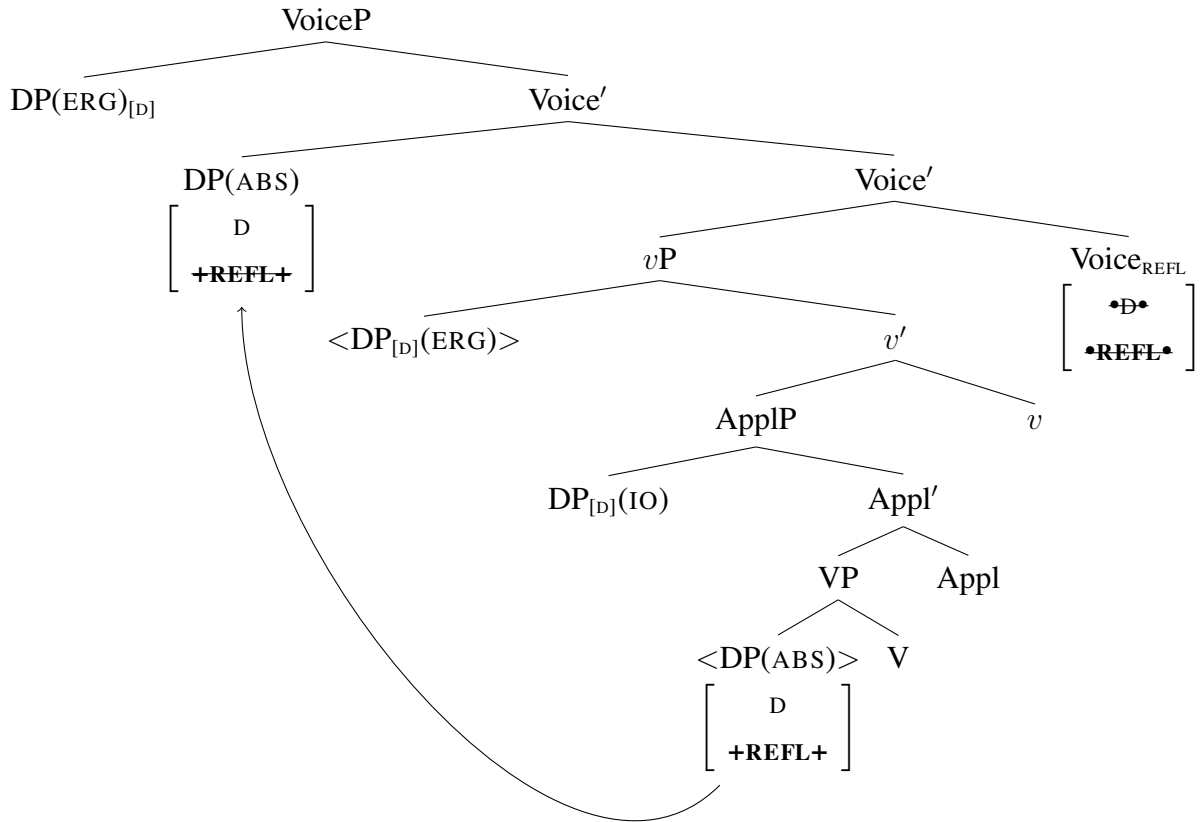 VoiceP
DP(ERG)[D] Voice′
DP(ABS) Voice′
D
+REFL+
vP Voice_REFL
•D•
•REFL•
<DP[D](ERG)> v′
ApplP v
DP[D](IO) Appl′
VP Appl
<DP(ABS)> V
D
+REFL+